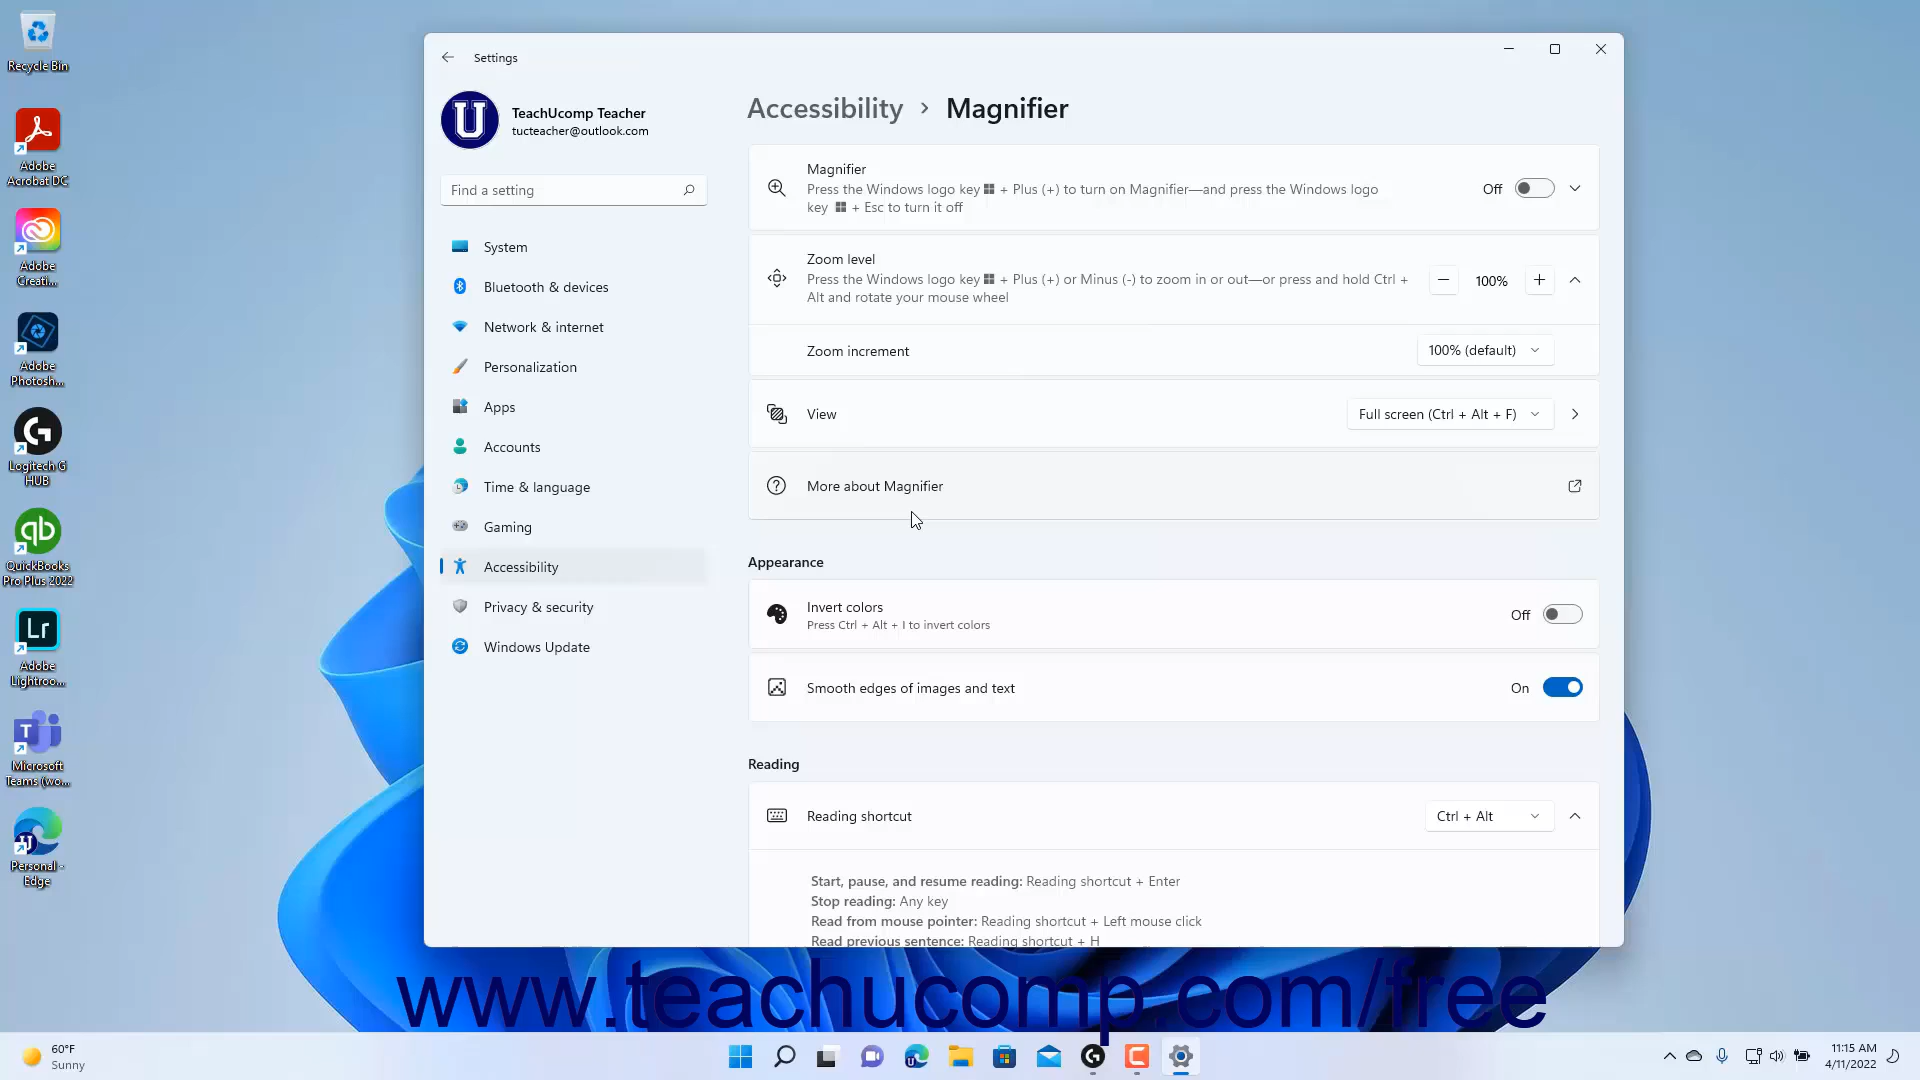 Recycle Bin
Adobe
Acrobat DC
Adobe
Creati...
Adobe
Photosh...
Logitech G
HUB
QuickBooks
Pro Plus 2022
Lr
Adobe
Lightroo...
Microsoft
Teams (wo...
Personal -
Edge
Settings
TeachUcomp Teacher
tucteacher@outlook.com
Find a setting
System
Bluetooth & devices
Network & internet
Personalization
Apps
Accounts
Time & language
Gaming
Accessibility
Privacy & security
Windows Update
Accessibility > Magnifier
Magnifier
Press the Windows logo key + Plus (+) to turn on Magnifier—and press the Windows logo
key + Esc to turn it off
Off
Zoom level
Press the Windows logo key + Plus (+) or Minus (-) to zoom in or out—or press and hold Ctrl +
Alt and rotate your mouse wheel
100%
Zoom increment
100% (default)
View
Full screen (Ctrl + Alt + F)
More about Magnifier
Appearance
Invert colors
Press Ctrl + Alt + I to invert colors
Off
Smooth edges of images and text
On
Reading
Reading shortcut
Ctrl + Alt
Start, pause, and resume reading: Reading shortcut + Enter
Stop reading: Any key
Read from mouse pointer: Reading shortcut + Left mouse click
Read previous sentence: Reading shortcut + H
www.teachucomp.com/free
60°F
Sunny
11:15 AM
4/11/2022